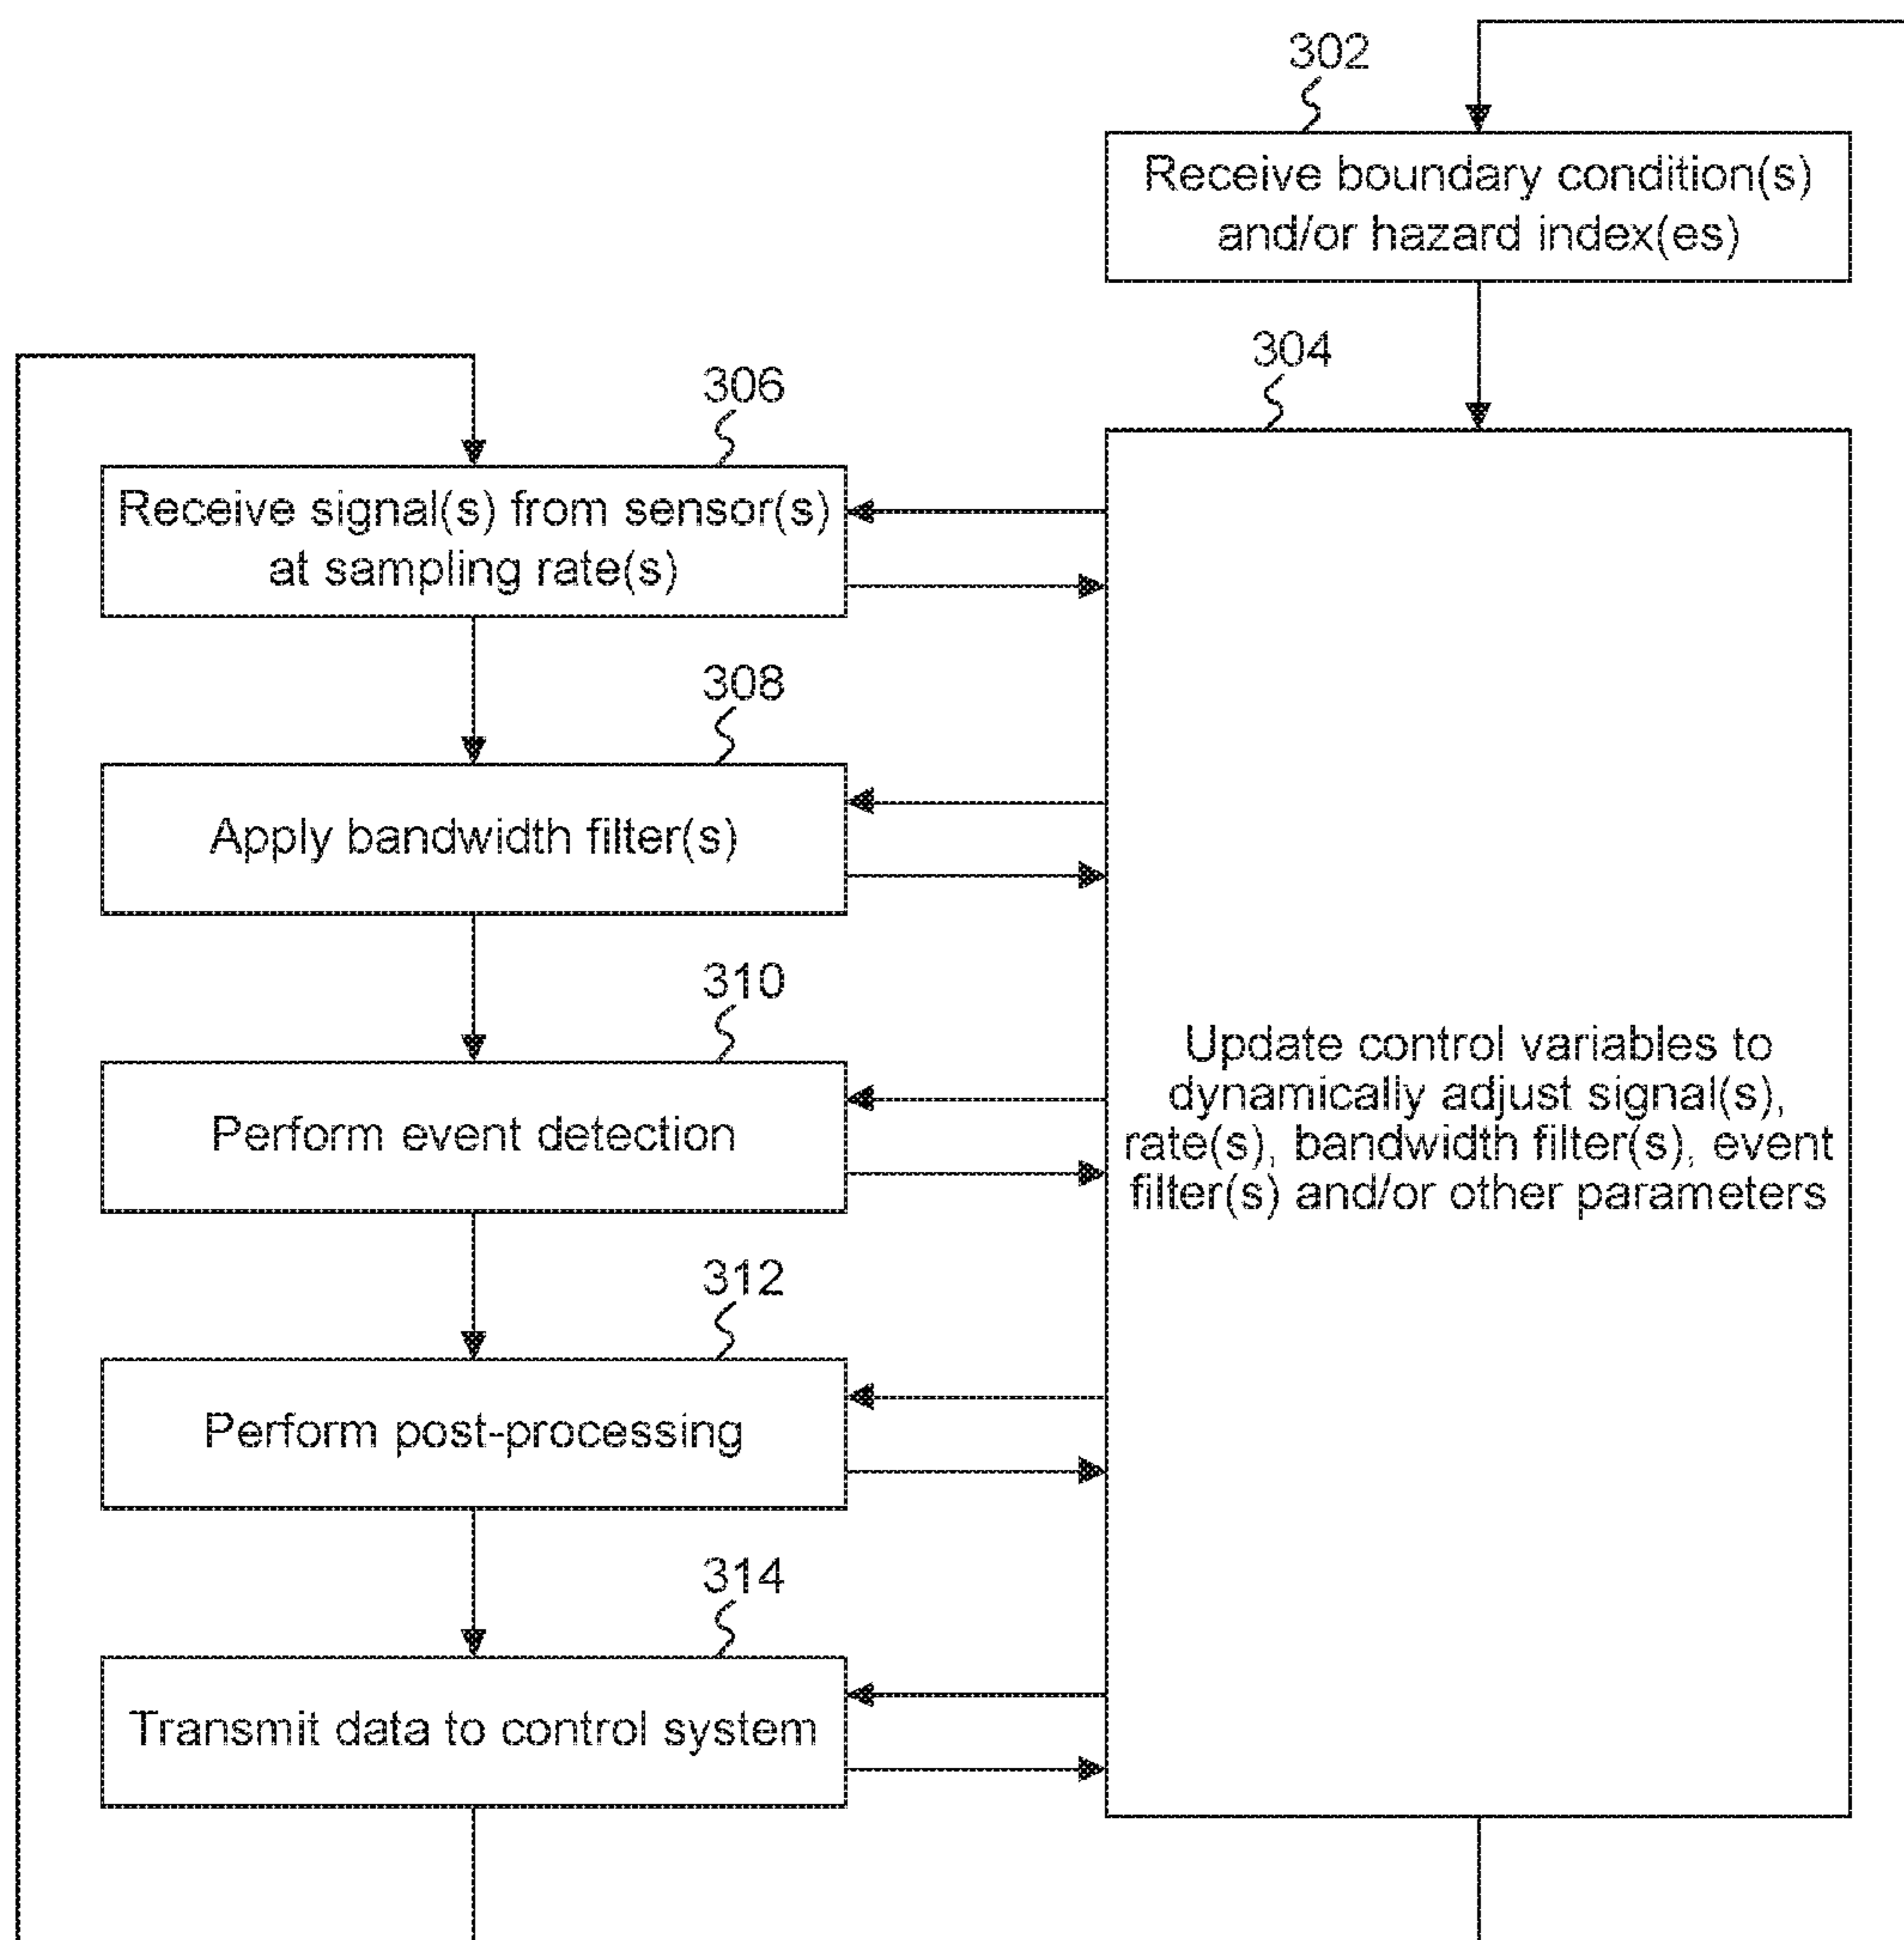 302
Receive boundary condition(s)
and/or hazard index(es)
304
Update control variables to
dynamically adjust signal(s),
rate(s), bandwidth filter(s), event
filter(s) and/or other parameters
306
Receive signal(s) from sensor(s)
at sampling rate(s)
308
Apply bandwidth filter(s)
310
Perform event detection
312
Perform post-processing
314
Transmit data to control system